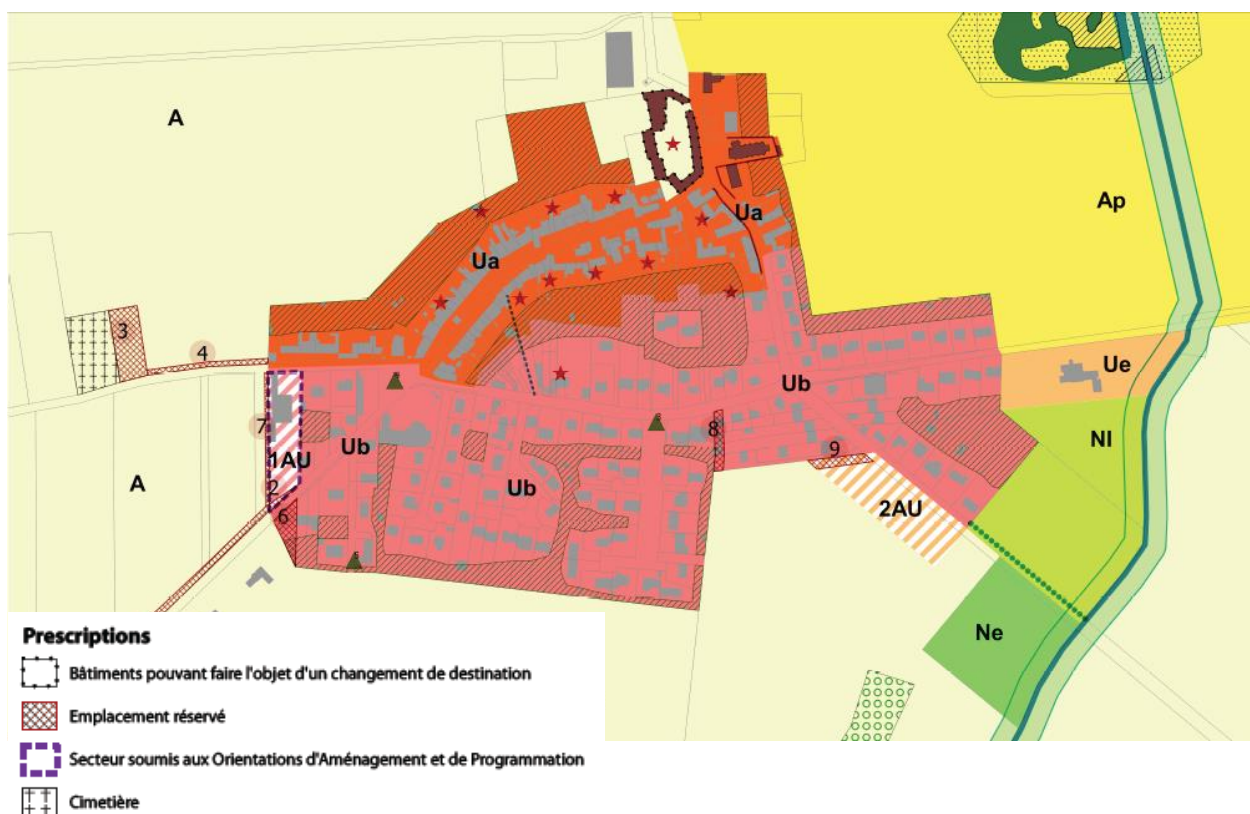 A
Ap
Ua
Ua
3
4
Ue
Ub
7
8
Nl
1AU
Ub
9
A
Ub
2
2AU
6
Ne
Prescriptions
Bâtiments pouvant faire l'objet d'un changement de destination
Emplacement réservé
Secteur soumis aux Orientations d'Aménagement et de Programmation
Cimetière